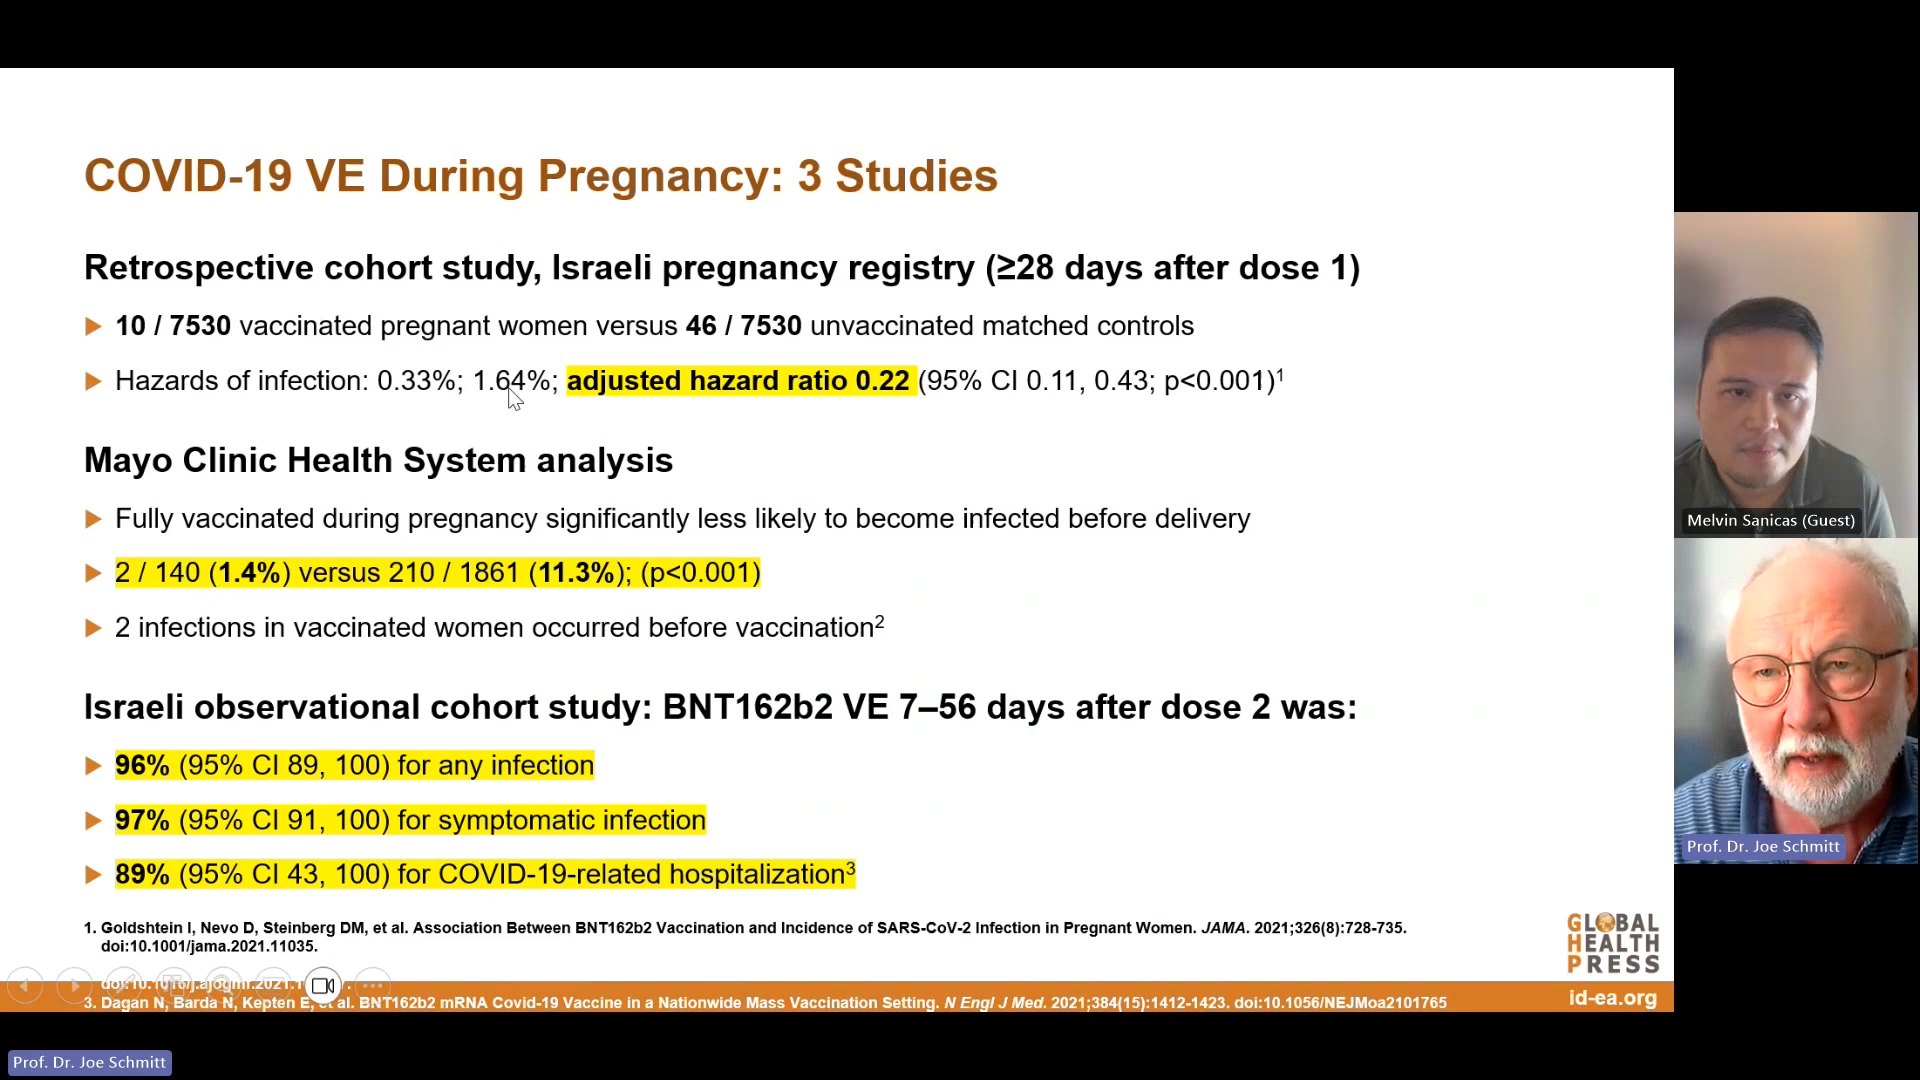 COVID-19 VE During Pregnancy: 3 Studies
Retrospective cohort study, Israeli pregnancy registry (≥28 days after dose 1)
10 / 7530 vaccinated pregnant women versus 46 / 7530 unvaccinated matched controls
Hazards of infection: 0.33%; 1.64%; adjusted hazard ratio 0.22 (95% CI 0.11, 0.43; p<0.001)¹
Mayo Clinic Health System analysis
Fully vaccinated during pregnancy significantly less likely to become infected before delivery
2 / 140 (1.4%) versus 210 / 1861 (11.3%); (p<0.001)
2 infections in vaccinated women occurred before vaccination²
Israeli observational cohort study: BNT162b2 VE 7–56 days after dose 2 was:
96% (95% CI 89, 100) for any infection
97% (95% CI 91, 100) for symptomatic infection
89% (95% CI 43, 100) for COVID-19-related hospitalization³
1. Goldshtein I, Nevo D, Steinberg DM, et al. Association Between BNT162b2 Vaccination and Incidence of SARS-CoV-2 Infection in Pregnant Women. JAMA. 2021;326(8):728-735.
doi:10.1001/jama.2021.11035.
3. Dagan N, Barda N, Kepten E, et al. BNT162b2 mRNA Covid-19 Vaccine in a Nationwide Mass Vaccination Setting. N Engl J Med. 2021;384(15):1412-1423. doi:10.1056/NEJMoa2101765
GLOBAL
HEALTH
PRESS
id-ea.org
Melvin Sanicas (Guest)
Prof. Dr. Joe Schmitt
Prof. Dr. Joe Schmitt